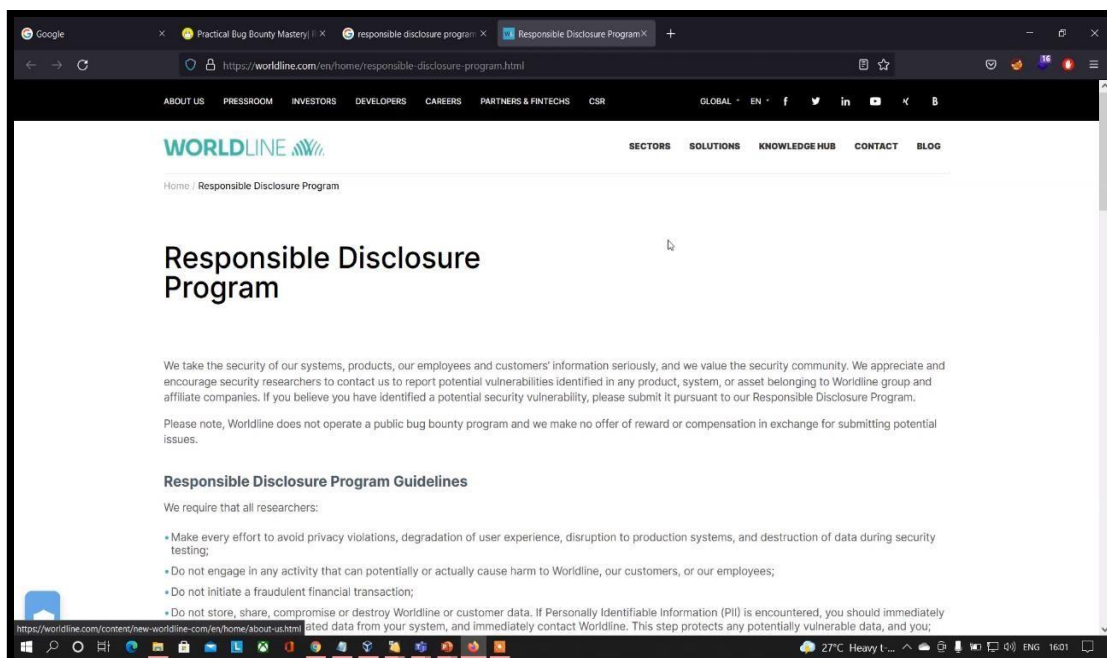 Google
Practical Bug Bounty Mastery|
responsible disclosure program
Responsible Disclosure Program
https://worldline.com/en/home/responsible-disclosure-program.html
16
ABOUT US PRESSROOM INVESTORS DEVELOPERS CAREERS PARTNERS & FINTECHS CSR GLOBAL EN
WORLDLINE
SECTORS SOLUTIONS KNOWLEDGE HUB CONTACT BLOG
Home / Responsible Disclosure Program
Responsible Disclosure
Program
We take the security of our systems, products, our employees and customers' information seriously, and we value the security community. We appreciate and
encourage security researchers to contact us to report potential vulnerabilities identified in any product, system, or asset belonging to Worldline group and
affiliate companies. If you believe you have identified a potential security vulnerability, please submit it pursuant to our Responsible Disclosure Program.
Please note, Worldline does not operate a public bug bounty program and we make no offer of reward or compensation in exchange for submitting potential
issues.
Responsible Disclosure Program Guidelines
We require that all researchers:
• Make every effort to avoid privacy violations, degradation of user experience, disruption to production systems, and destruction of data during security
testing;
• Do not engage in any activity that can potentially or actually cause harm to Worldline, our customers, or our employees;
• Do not initiate a fraudulent financial transaction;
• Do not store, share, compromise or destroy Worldline or customer data. If Personally Identifiable Information (PII) is encountered, you should immediately
ated data from your system, and immediately contact Worldline. This step protects any potentially vulnerable data, and you;
https://worldline.com/content/new-worldline-com/en/home/about-us.html
27°C Heavy t-... ENG 16:01